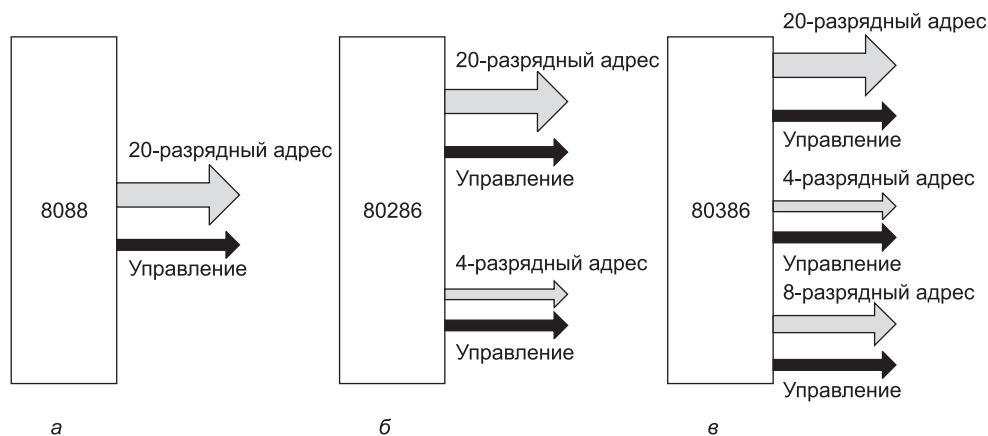 8088
20-разрядный адрес
Управление
а
80286
20-разрядный адрес
Управление
4-разрядный адрес
Управление
б
80386
20-разрядный адрес
Управление
4-разрядный адрес
Управление
8-разрядный адрес
Управление
в